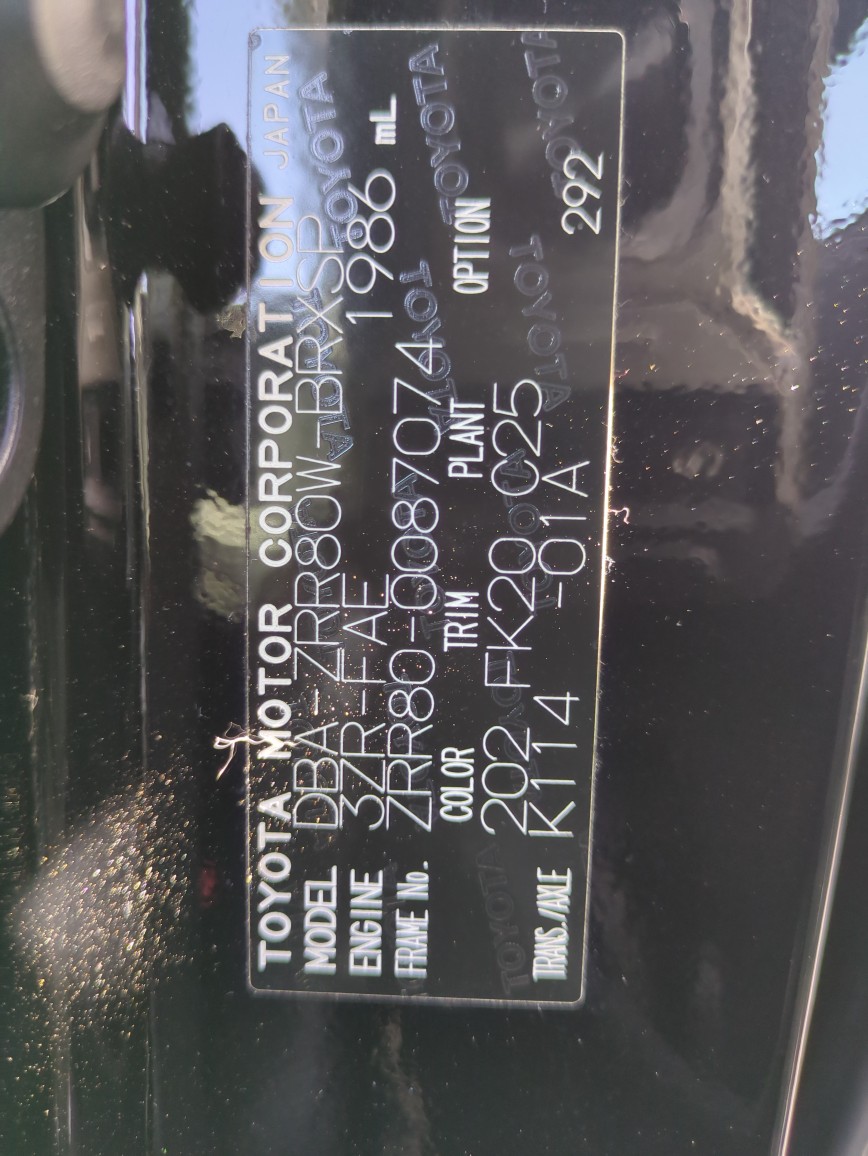 TOYOTA MOTOR CORPORATION JAPAN
MODEL DBA-ZRR80W-BRXSP
ENGINE 3ZR-FAE 1986 mL
FRAME No. ZRR80-0087074
COLOR TRIM PLANT OPTION
202 FK20 C25
TRANS./AXLE K114 -01A 292